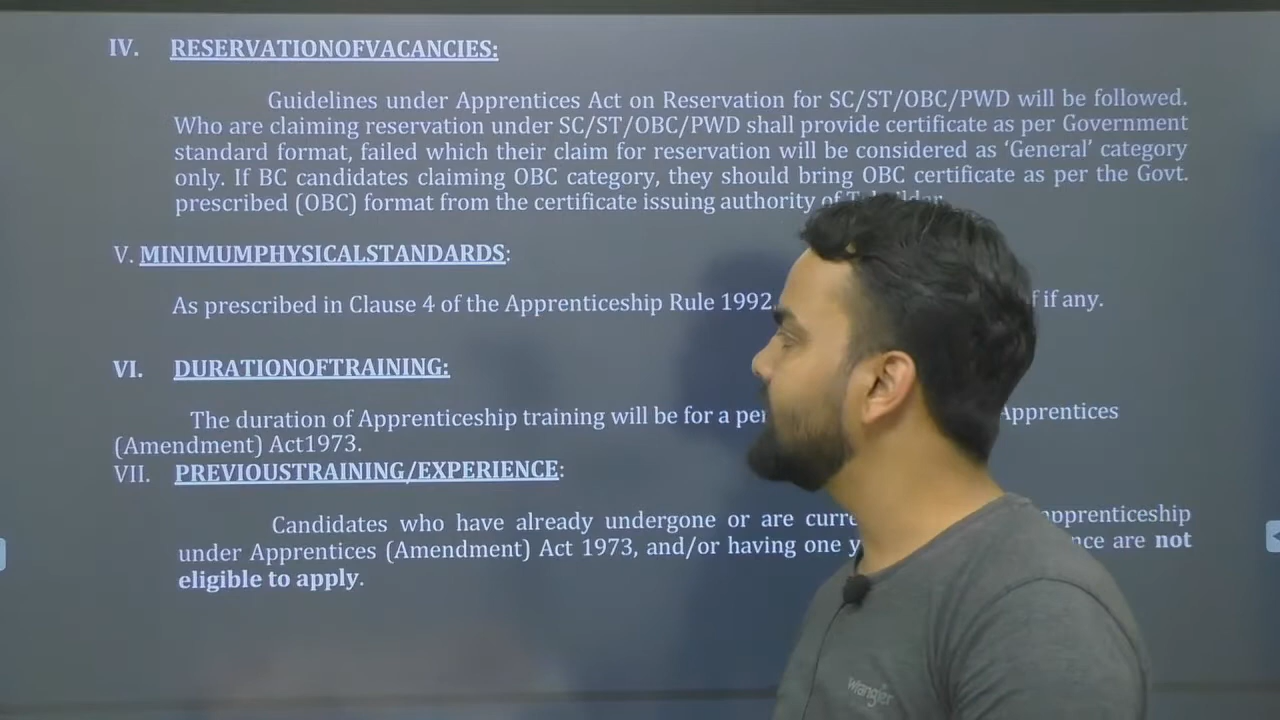 IV. RESERVATIONOFVACANCIES:
Guidelines under Apprentices Act on Reservation for SC/ST/OBC/PWD will be followed.
Who are claiming reservation under SC/ST/OBC/PWD shall provide certificate as per Government
standard format, failed which their claim for reservation will be considered as ‘General’ category
only. If BC candidates claiming OBC category, they should bring OBC certificate as per the Govt.
prescribed (OBC) format from the certificate issuing authority of
V. MINIMUMPHYSICALSTANDARDS:
As prescribed in Clause 4 of the Apprenticeship Rule 1992 if any.
VI. DURATIONOFTRAINING:
The duration of Apprenticeship training will be for a Apprentices
(Amendment) Act1973.
VII. PREVIOUSTRAINING/EXPERIENCE:
Candidates who have already undergone or are apprenticeship
under Apprentices (Amendment) Act 1973, and/or having one are not
eligible to apply.
Wrangler